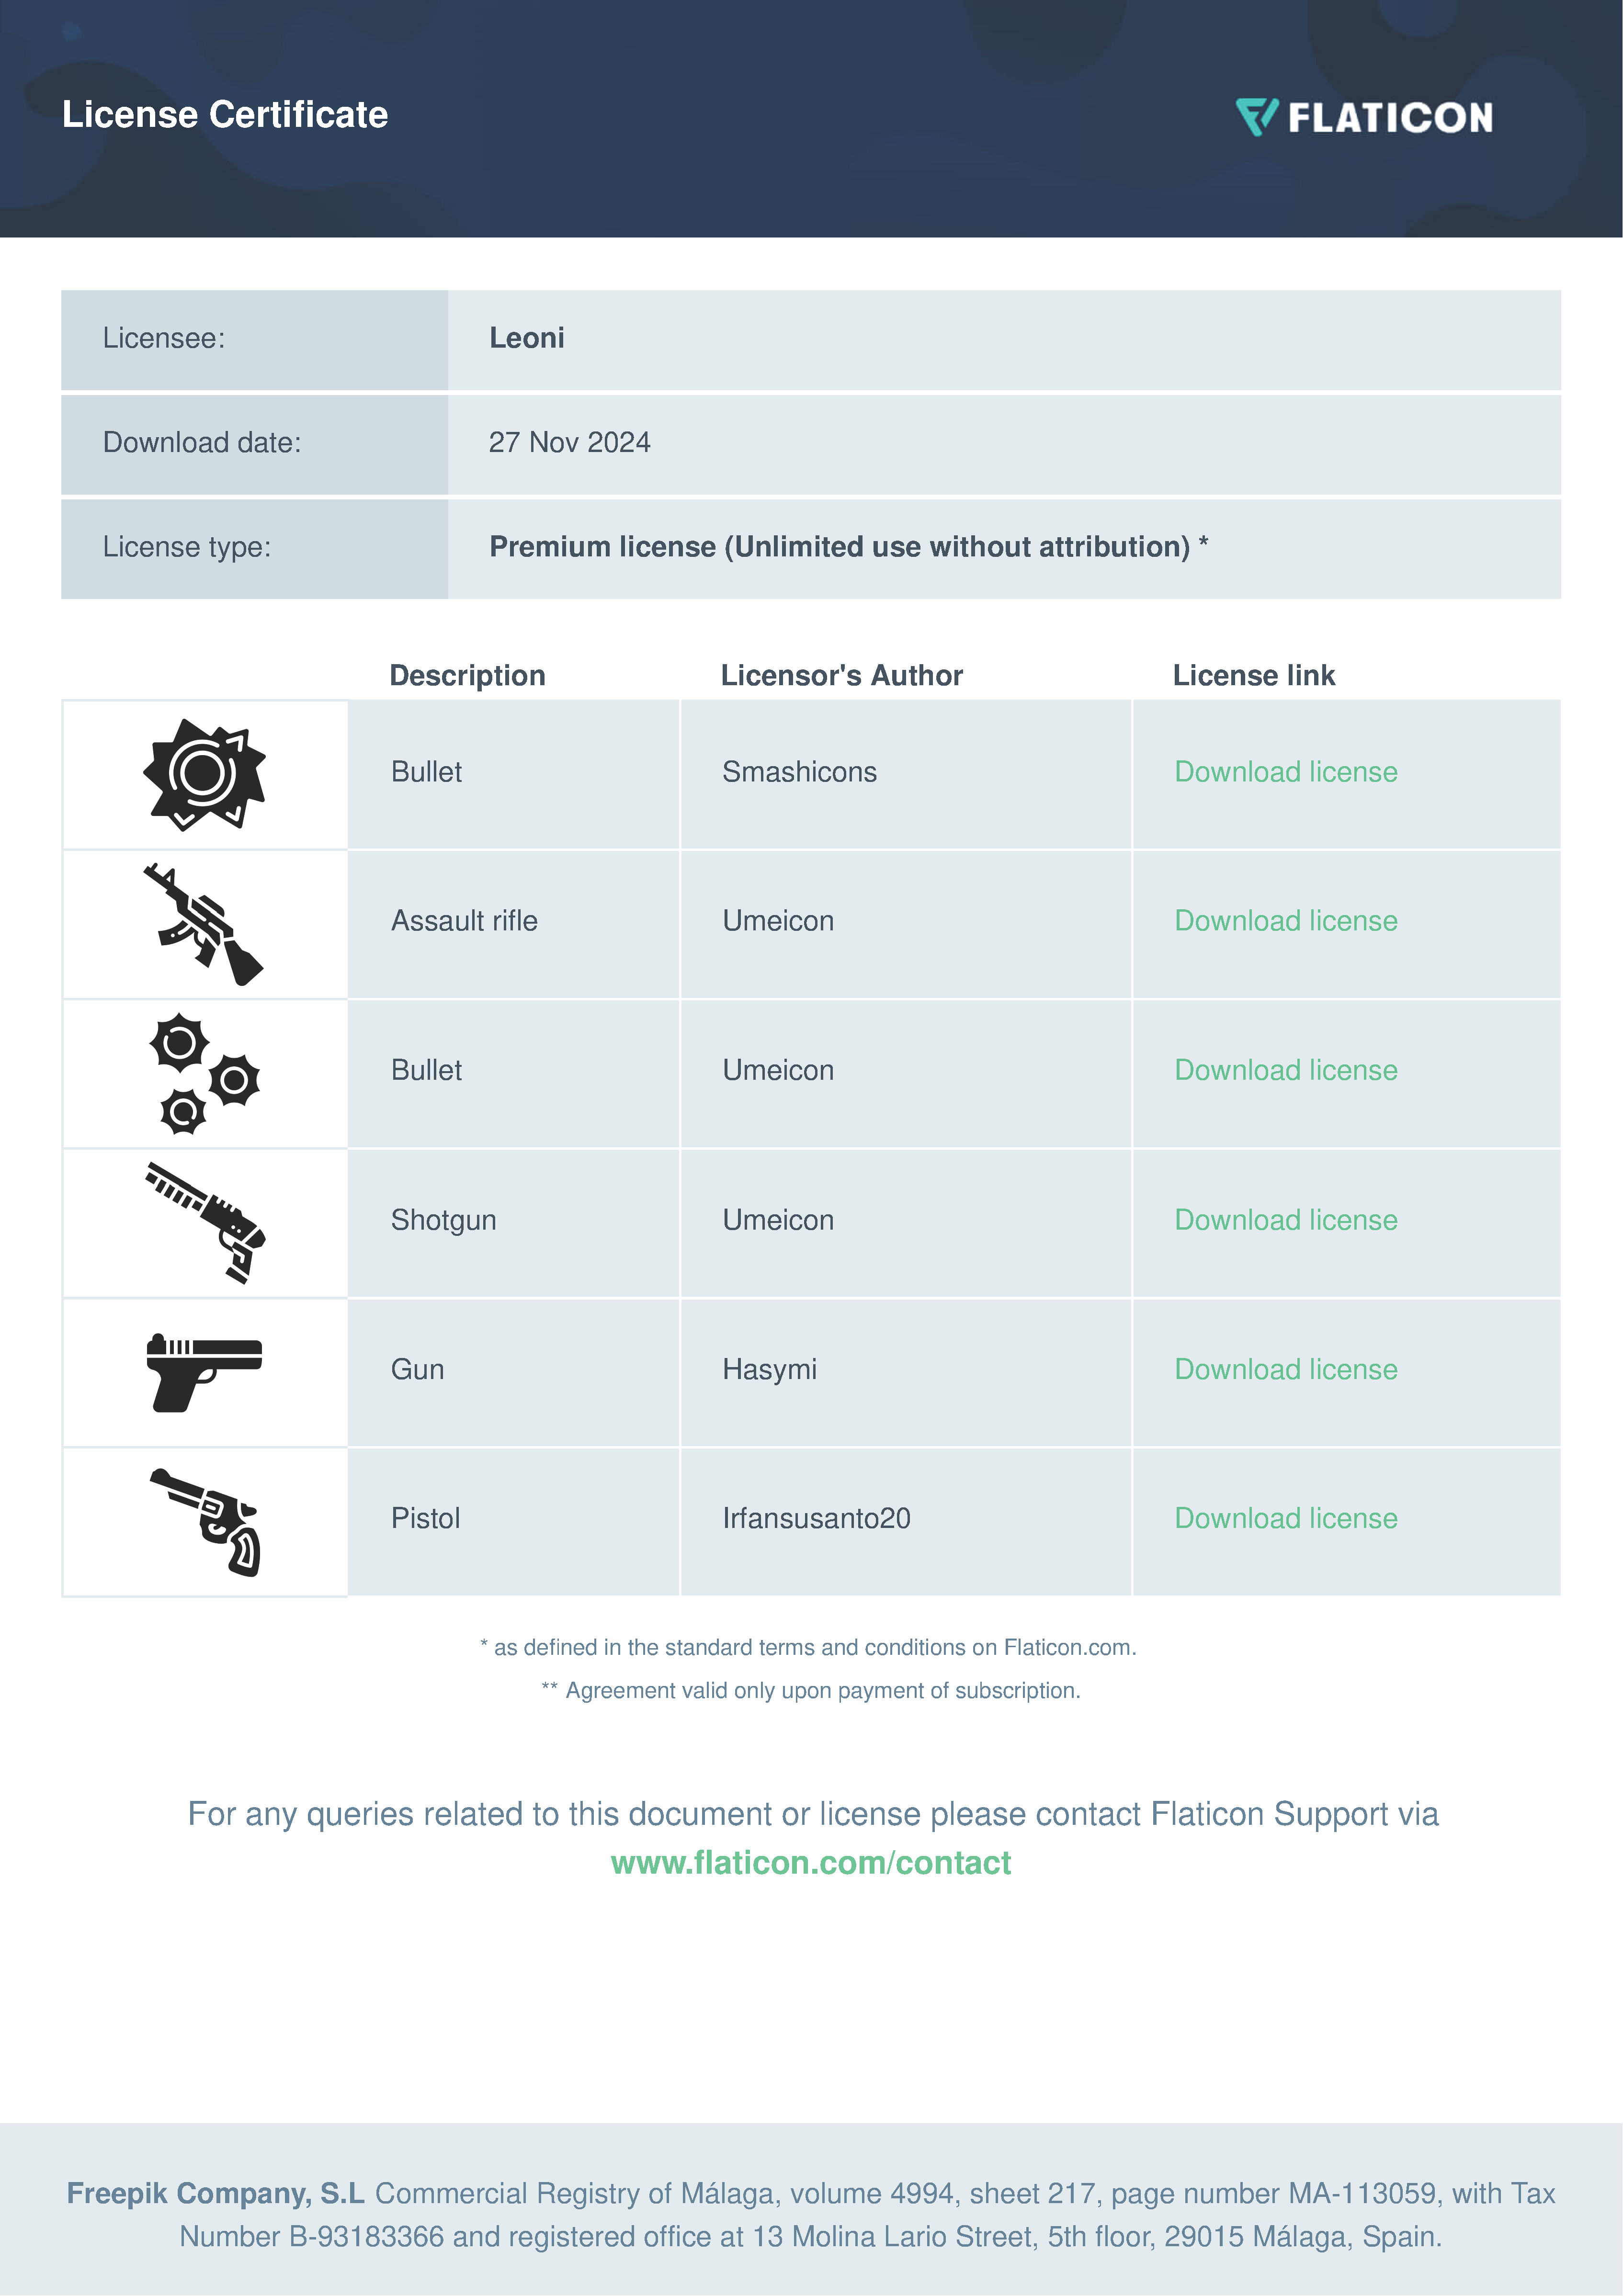 License Certificate
FLATICON
Licensee: Leoni
Download date: 27 Nov 2024
License type: Premium license (Unlimited use without attribution) *
Description Licensor's Author License link
Bullet Smashicons Download license
Assault rifle Umeicon Download license
Bullet Umeicon Download license
Shotgun Umeicon Download license
Gun Hasymi Download license
Pistol Irfansusanto20 Download license
* as defined in the standard terms and conditions on Flaticon.com.
** Agreement valid only upon payment of subscription.
For any queries related to this document or license please contact Flaticon Support via
www.flaticon.com/contact
Freepik Company, S.L Commercial Registry of Málaga, volume 4994, sheet 217, page number MA-113059, with Tax
Number B-93183366 and registered office at 13 Molina Lario Street, 5th floor, 29015 Málaga, Spain.